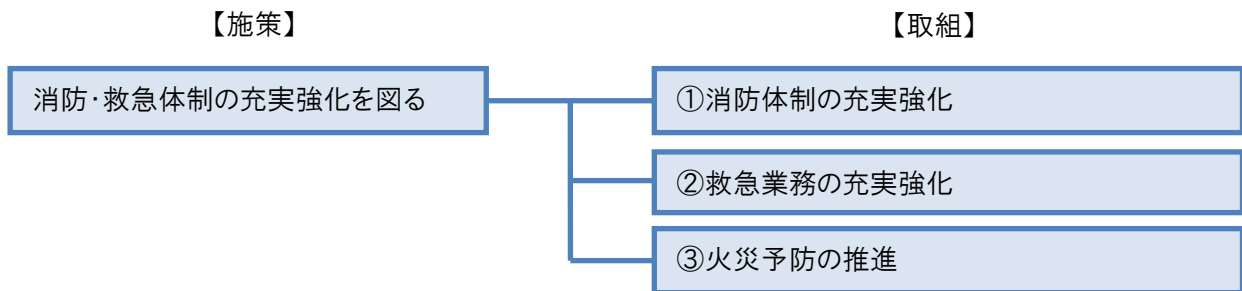 【施策】
【取組】
消防・救急体制の充実強化を図る
①消防体制の充実強化
②救急業務の充実強化
③火災予防の推進